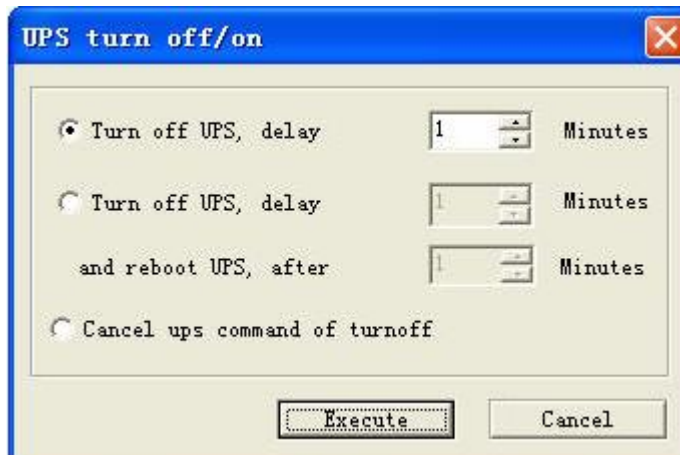 UPS turn off/on
Turn off UPS, delay 1 Minutes
Turn off UPS, delay 1 Minutes
and reboot UPS, after 1 Minutes
Cancel ups command of turnoff
Execute Cancel